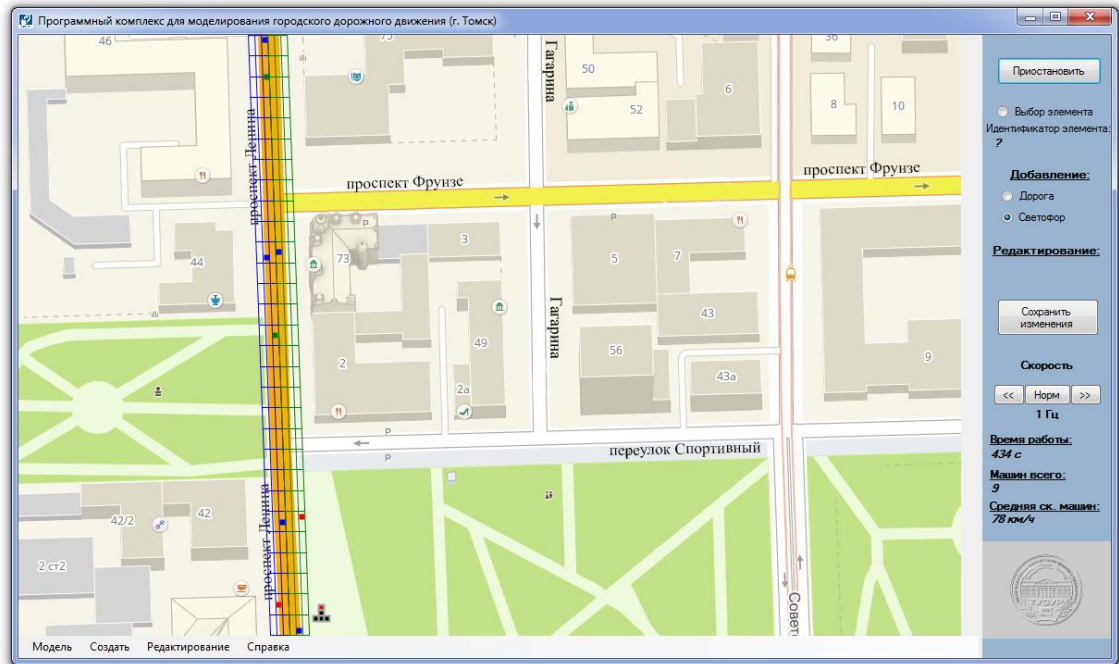 Программный комплекс для моделирования городского дорожного движения (г. Томск)
46
50
52
6
8
10
Гагарина
проспект Ленина
проспект Фрунзе
проспект Фрунзе
P
P
44
73
3
5
7
43
9
Гагарина
2
49
2а
56
43а
P
P
переулок Спортивный
проспект Ленина
42/2
42
2 ст2
Советс
Приостановить
Выбор элемента
Идентификатор элемента:
?
Добавление:
Дорога
Светофор
Редактирование:
Сохранить
изменения
Скорость
<< Норм >>
1 Гц
Время работы:
434 с
Машин всего:
9
Средняя ск. машин:
78 км/ч
ТУСУР
Модель Создать Редактирование Справка